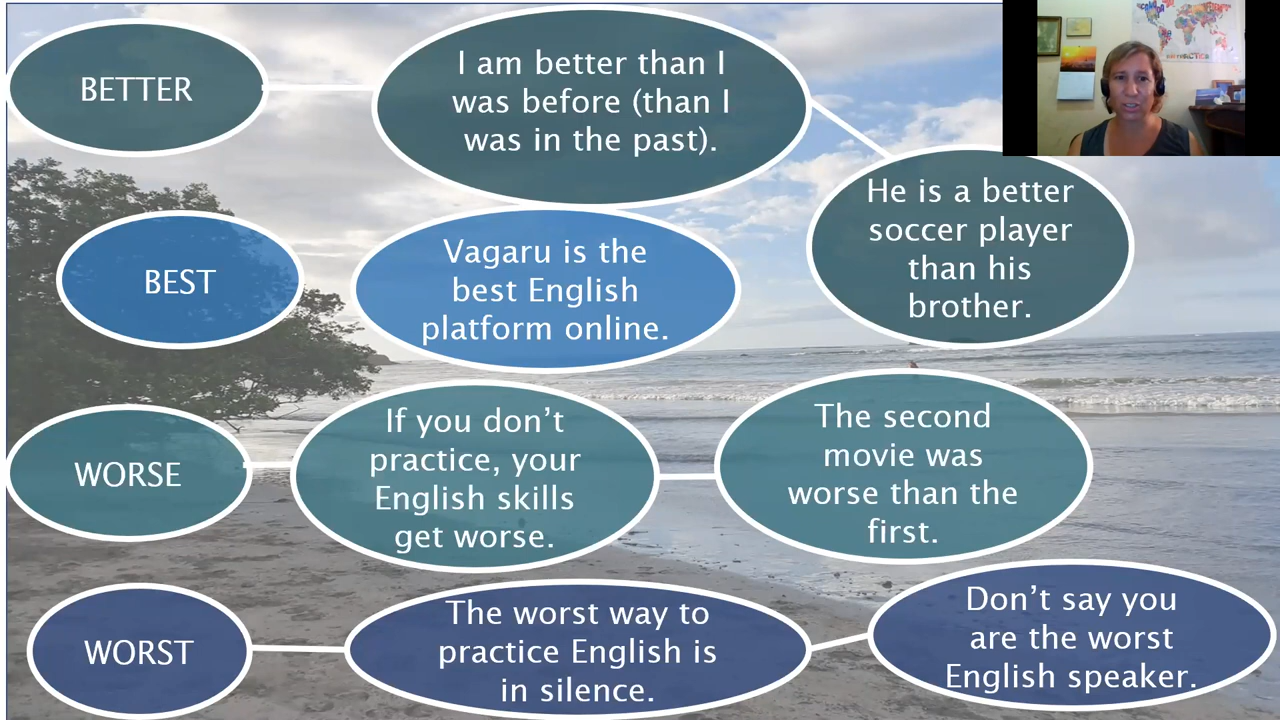 BETTER
I am better than I
was before (than I
was in the past).
He is a better
soccer player
than his
brother.
BEST
Vagaru is the
best English
platform online.
WORSE
If you don’t
practice, your
English skills
get worse.
The second
movie was
worse than the
first.
WORST
The worst way to
practice English is
in silence.
Don’t say you
are the worst
English speaker.